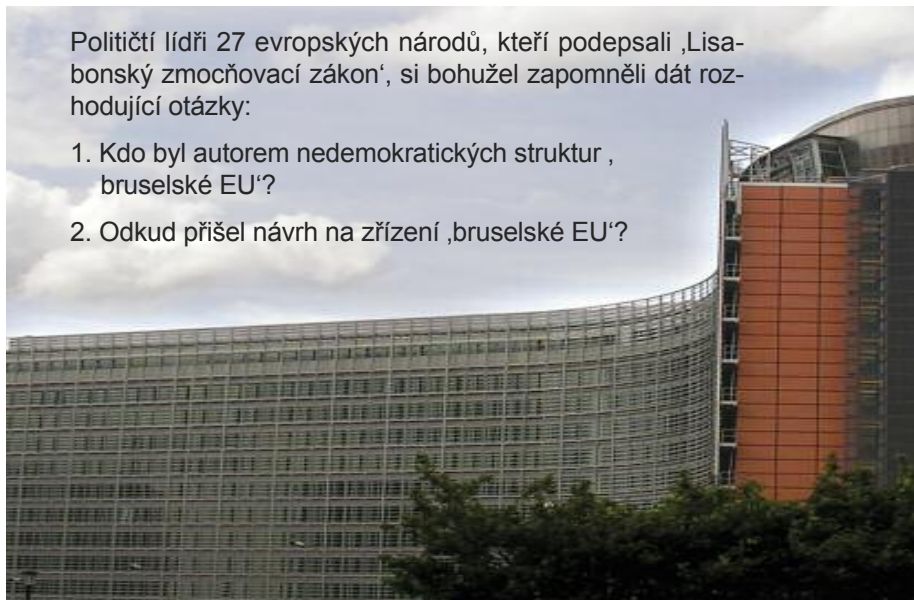 Političtí lídři 27 evropských národů, kteří podepsali ‚Lisa-
bonský zmocňovací zákon‘, si bohužel zapomněli dát roz-
hodující otázky:
1. Kdo byl autorem nedemokratických struktur ‚
bruselské EU‘?
2. Odkud přišel návrh na zřízení ‚bruselské EU‘?